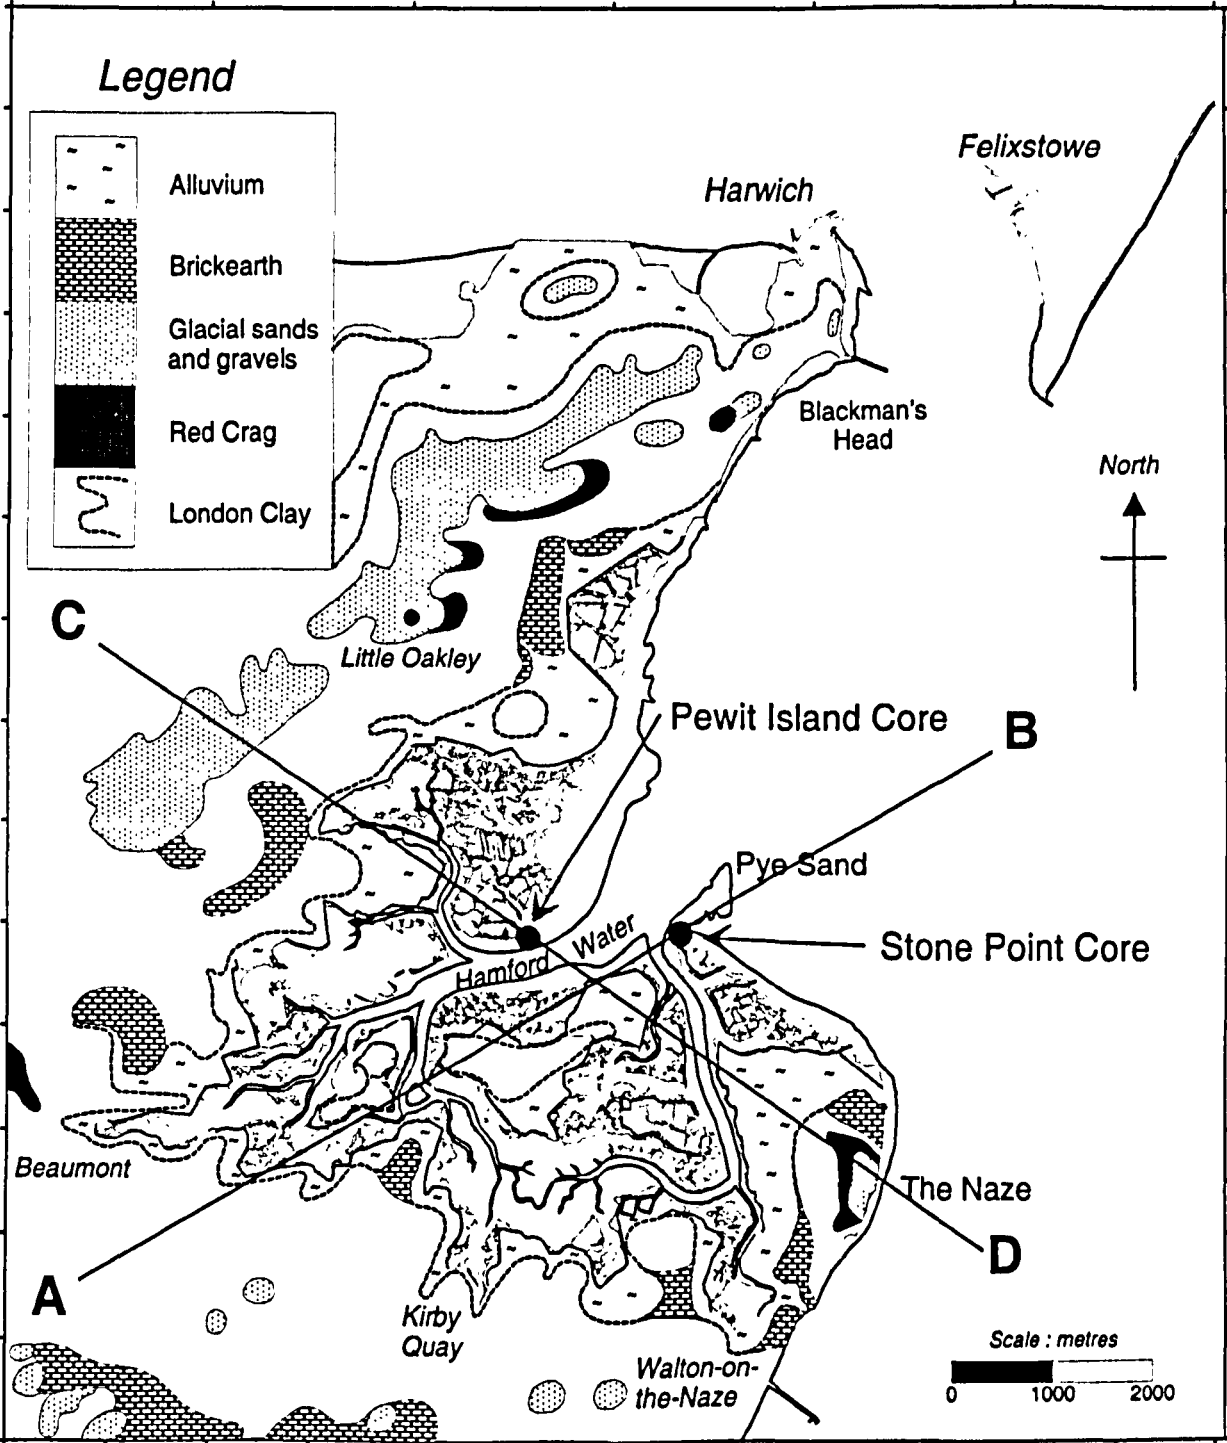 Legend
Alluvium
Brickearth
Glacial sands
and gravels
Red Crag
London Clay
Felixstowe
Harwich
Blackman's
Head
North
C
Little Oakley
Pewit Island Core
B
Pye Sand
Hamford Water
Stone Point Core
Beaumont
The Naze
D
A
Kirby
Quay
Walton-on-
the-Naze
Scale : metres
0 1000 2000